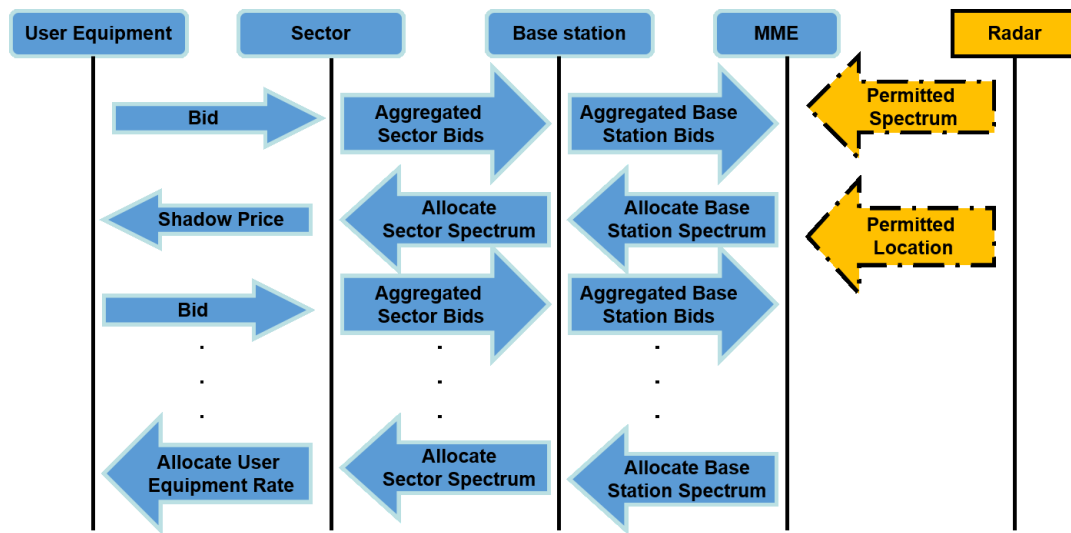 User Equipment
Sector
Base station
MME
Radar
Bid
Aggregated
Sector Bids
Aggregated Base
Station Bids
Permitted
Spectrum
Shadow Price
Allocate
Sector Spectrum
Allocate Base
Station Spectrum
Permitted
Location
Bid
Aggregated
Sector Bids
Aggregated Base
Station Bids
Allocate User
Equipment Rate
Allocate
Sector Spectrum
Allocate Base
Station Spectrum